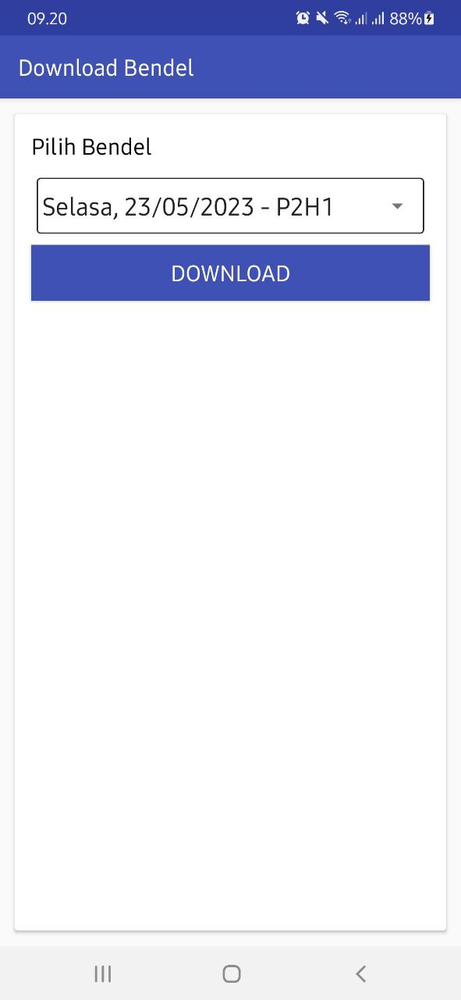 09.20
88%
Download Bendel
Pilih Bendel
Selasa, 23/05/2023 - P2H1
DOWNLOAD